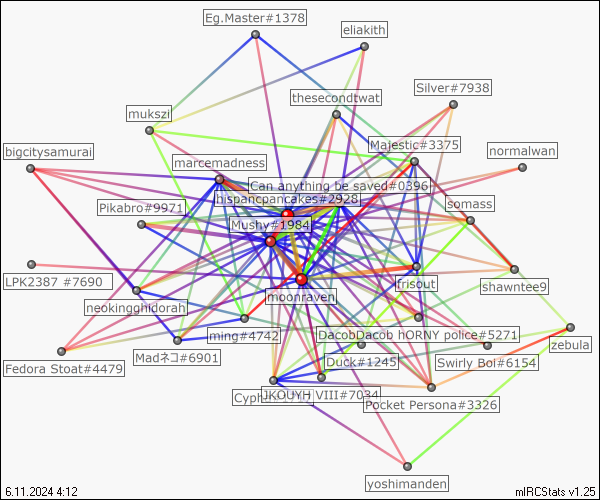 Eg.Master#1378
eliakith
Silver#7938
thesecondtwat
mukszi
Majestic#3375
bigcitysamurai
normalwan
marcemadness
Can anything be saved#0396
bispancpancakes#2928
somass
Pikabro#9971
Mushy#1984
LPK2387 #7690
frisout
shawntee9
moonraven
neokingghidorah
ming#4742
DacobDacob hORNY police#5271
zebula
Madネコ#6901
Duck#1245
Swirly Boi#6154
Fedora Stoat#4479
JKOUYH VIII#7034
Pocket Persona#3326
yoshimanden
6.11.2024 4:12
mIRCStats v1.25